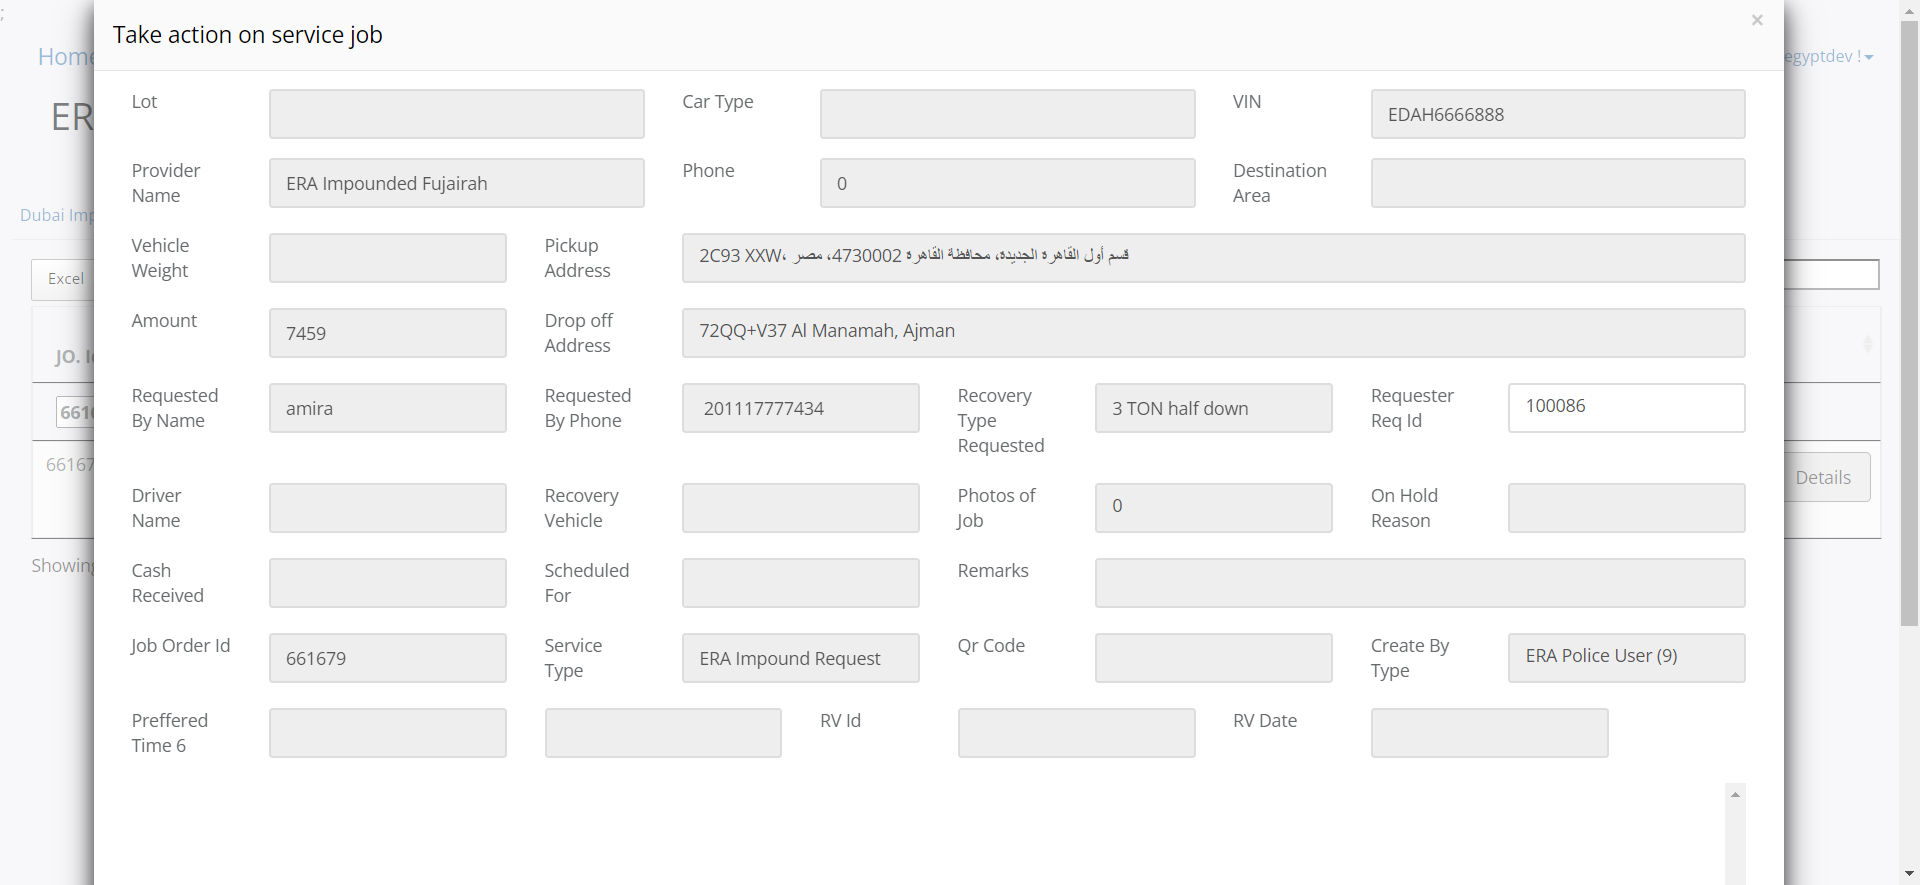 ;
Take action on service job
×
Home
egyptdev !
ER
Lot
Car Type
VIN
EDAH6666888
Provider Name
ERA Impounded Fujairah
Phone
0
Destination Area
Dubai Imp
Vehicle Weight
Pickup Address
2C93 XXW، قسم أول القاهرة الجديدة، محافظة القاهرة 4730002، مصر
Excel
Amount
7459
Drop off Address
72QQ+V37 Al Manamah, Ajman
JO. I
Requested By Name
amira
Requested By Phone
201117777434
Recovery Type Requested
3 TON half down
Requester Req Id
100086
661
66167
Details
Driver Name
Recovery Vehicle
Photos of Job
0
On Hold Reason
Showing
Cash Received
Scheduled For
Remarks
Job Order Id
661679
Service Type
ERA Impound Request
Qr Code
Create By Type
ERA Police User (9)
Preffered Time 6
RV Id
RV Date